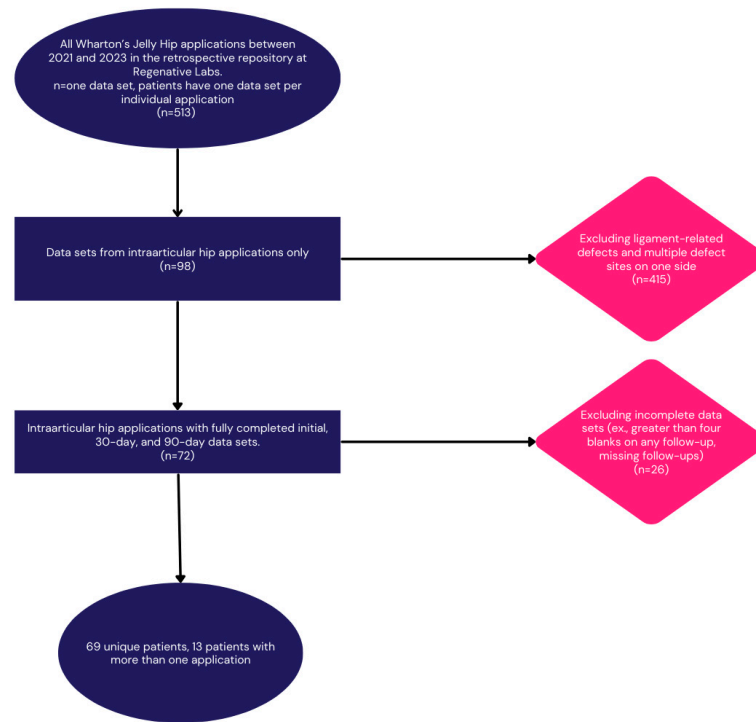 All Wharton's Jelly Hip applications between
2021 and 2023 in the retrospective repository at
Regenative Labs.
n=one data set, patients have one data set per
individual application
(n=513)
Data sets from intraarticular hip applications only
(n=98)
Excluding ligament-related
defects and multiple defect
sites on one side
(n=415)
Intraarticular hip applications with fully completed initial,
30-day, and 90-day data sets.
(n=72)
Excluding incomplete data
sets (ex., greater than four
blanks on any follow-up,
missing follow-ups)
(n=26)
69 unique patients, 13 patients with
more than one application